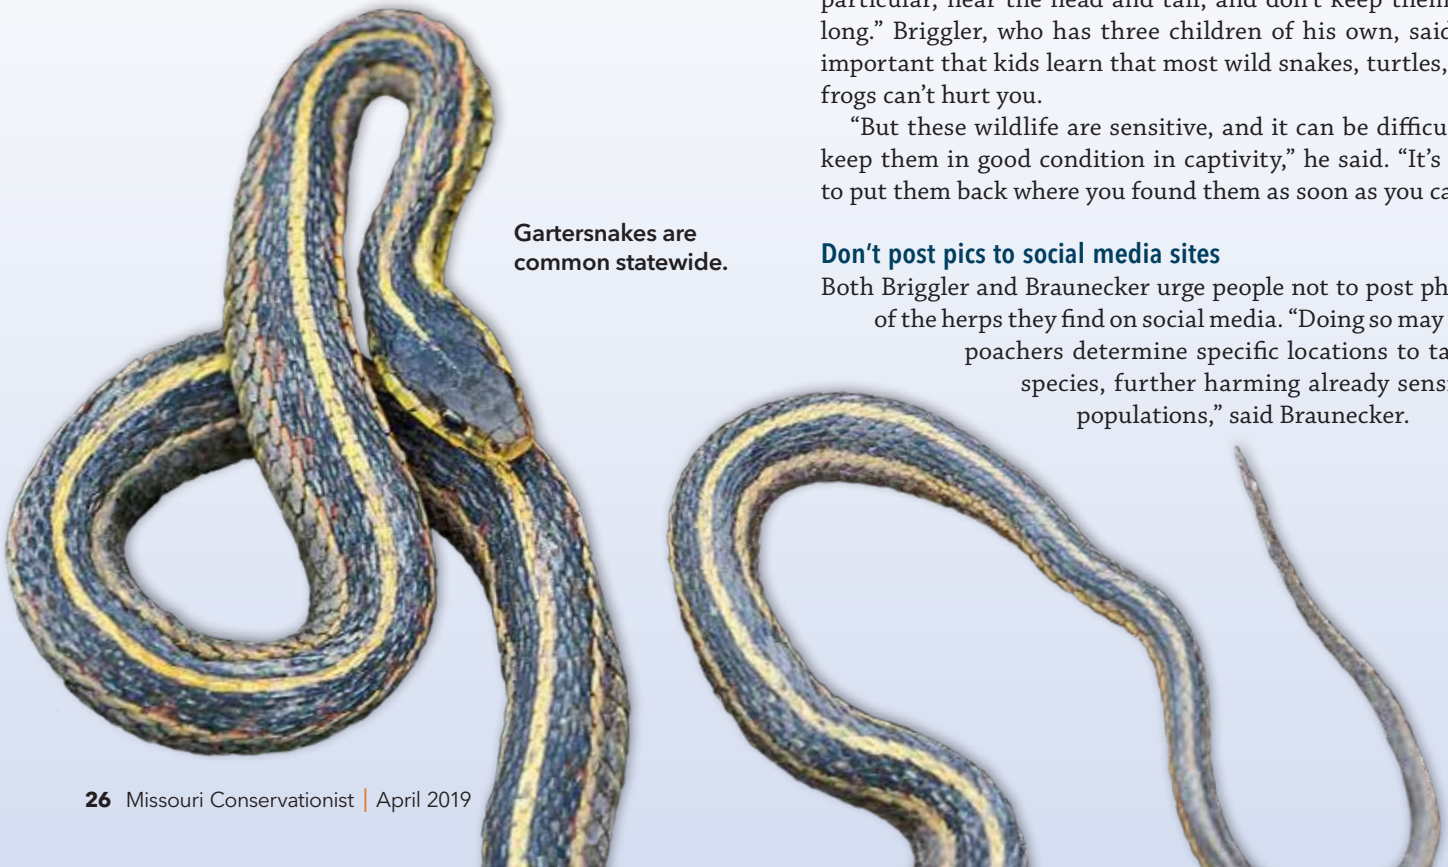 particular, near the head and tail, and don't keep them
long.” Briggler, who has three children of his own, said
important that kids learn that most wild snakes, turtles,
frogs can't hurt you.
“But these wildlife are sensitive, and it can be difficu
keep them in good condition in captivity,” he said. “It's
to put them back where you found them as soon as you ca
Gartersnakes are
common statewide.
Don't post pics to social media sites
Both Briggler and Braunecker urge people not to post ph
of the herps they find on social media. “Doing so may
poachers determine specific locations to ta
species, further harming already sensi
populations,” said Braunecker.
26 Missouri Conservationist | April 2019